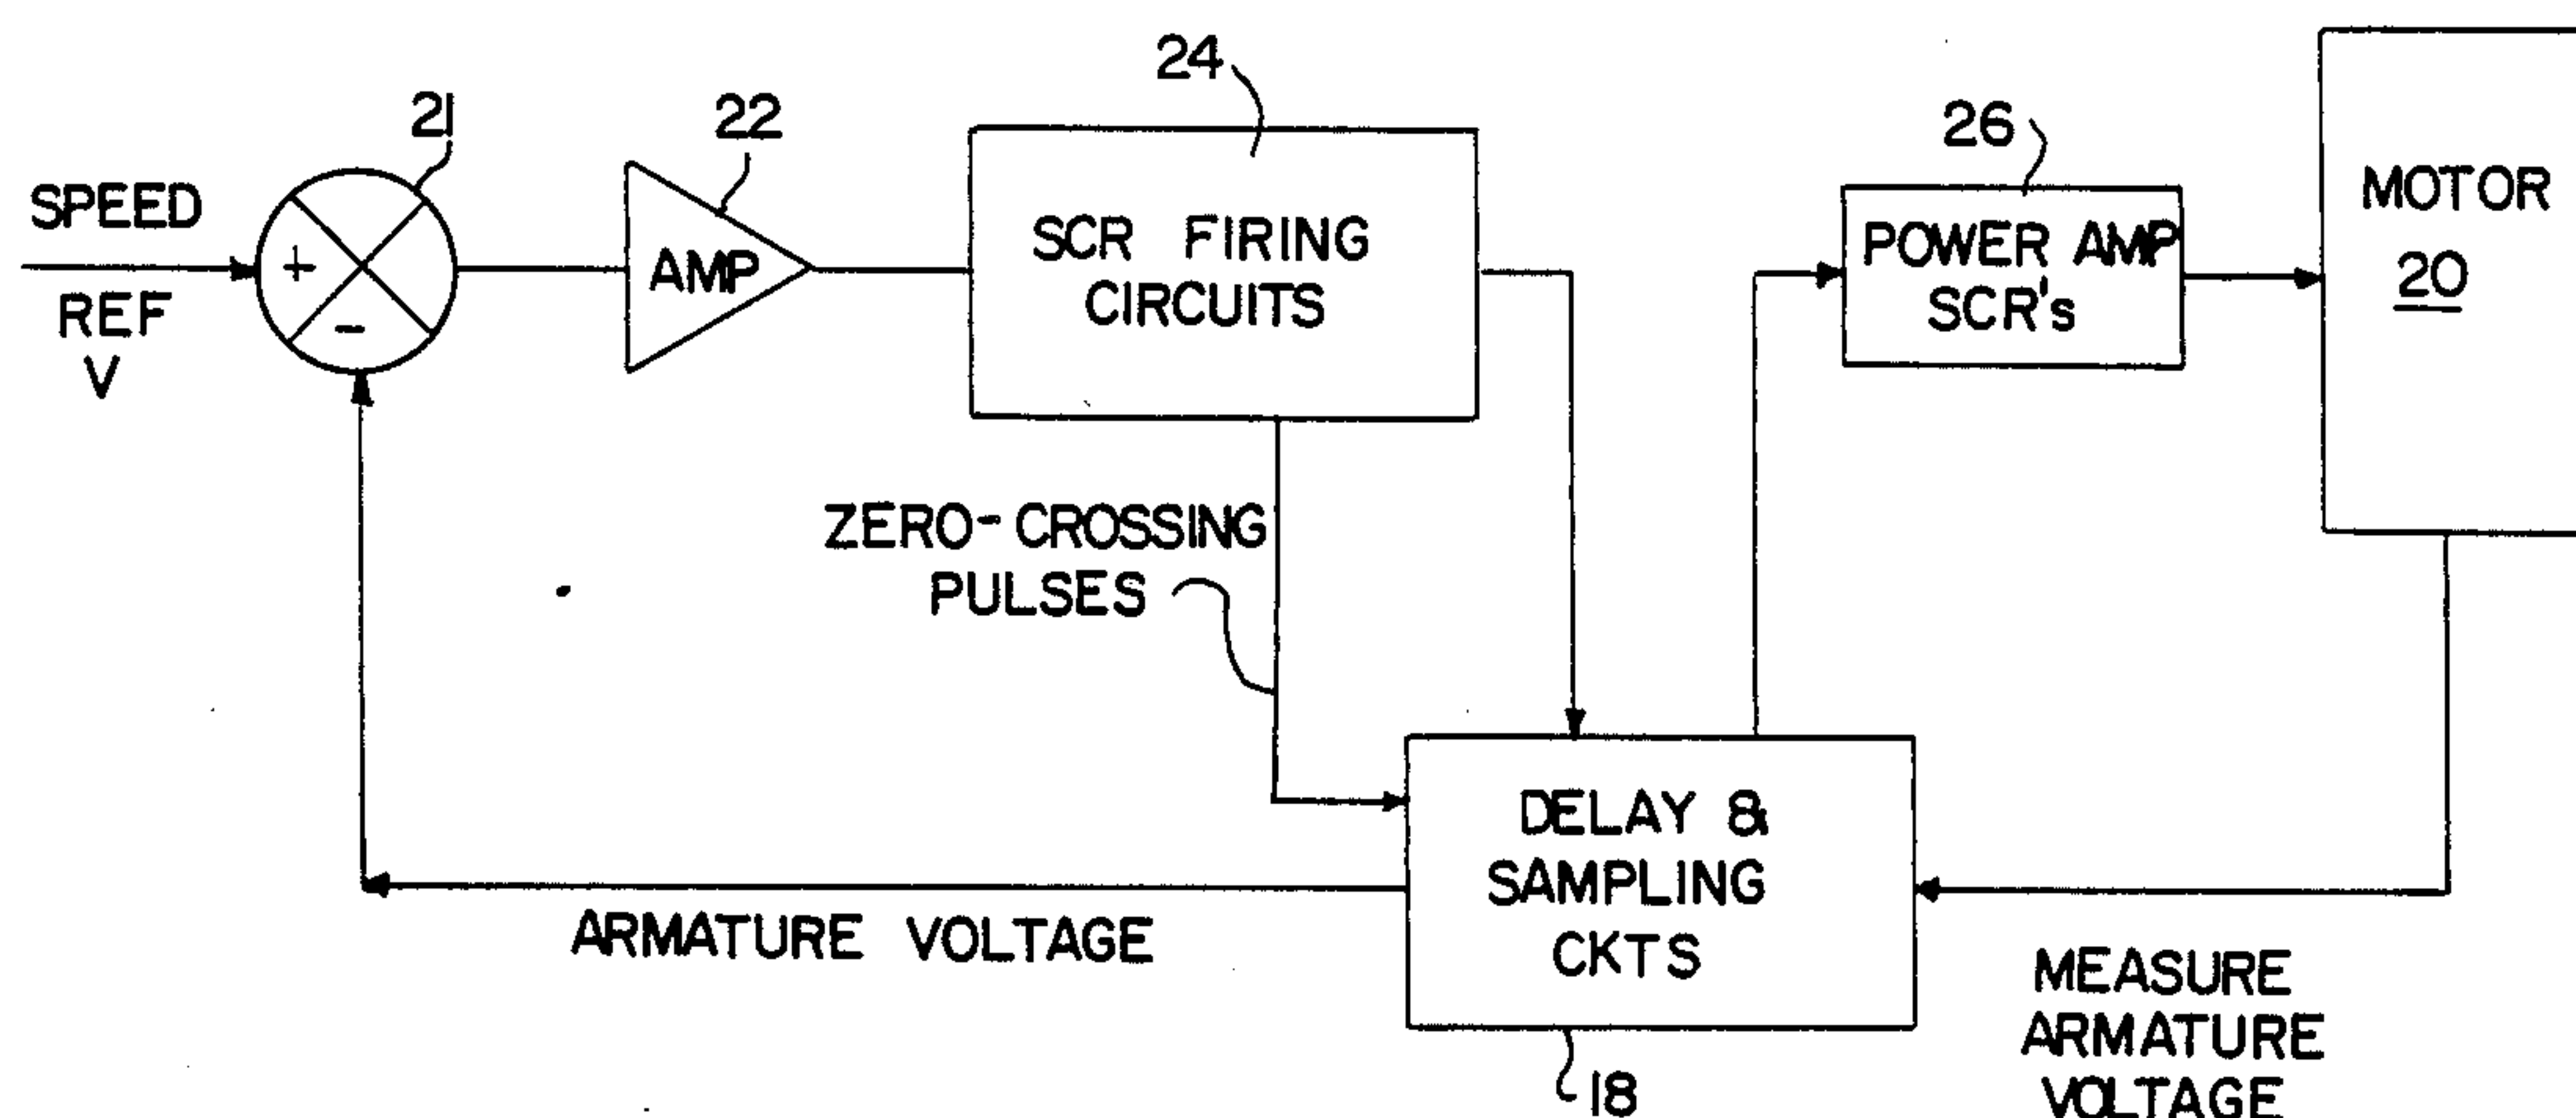 21
22
24
26
SPEED
REF
V
+
-
AMP
SCR FIRING
CIRCUITS
POWER AMP
SCR's
MOTOR
20
ZERO-CROSSING
PULSES
DELAY &
SAMPLING
CKTS
18
ARMATURE VOLTAGE
MEASURE
ARMATURE
VOLTAGE